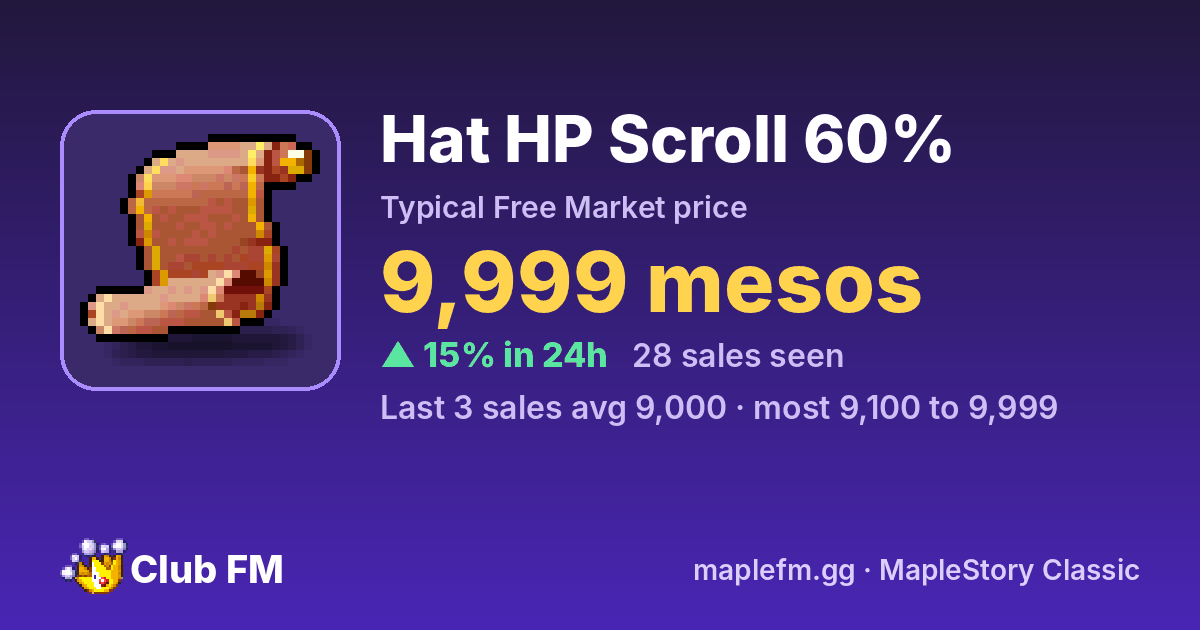 Hat HP Scroll 60%
Typical Free Market price
9,999 mesos
▲ 15% in 24h 28 sales seen
Last 3 sales avg 9,000 · most 9,100 to 9,999
Club FM
maplefm.gg · MapleStory Classic